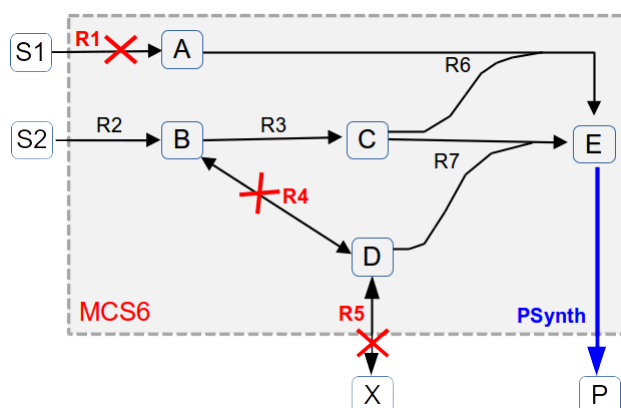 S1 R1 A
R6
S2 R2 B R3 C E
R7
R4
D
MCS6 R5 PSynth
X P